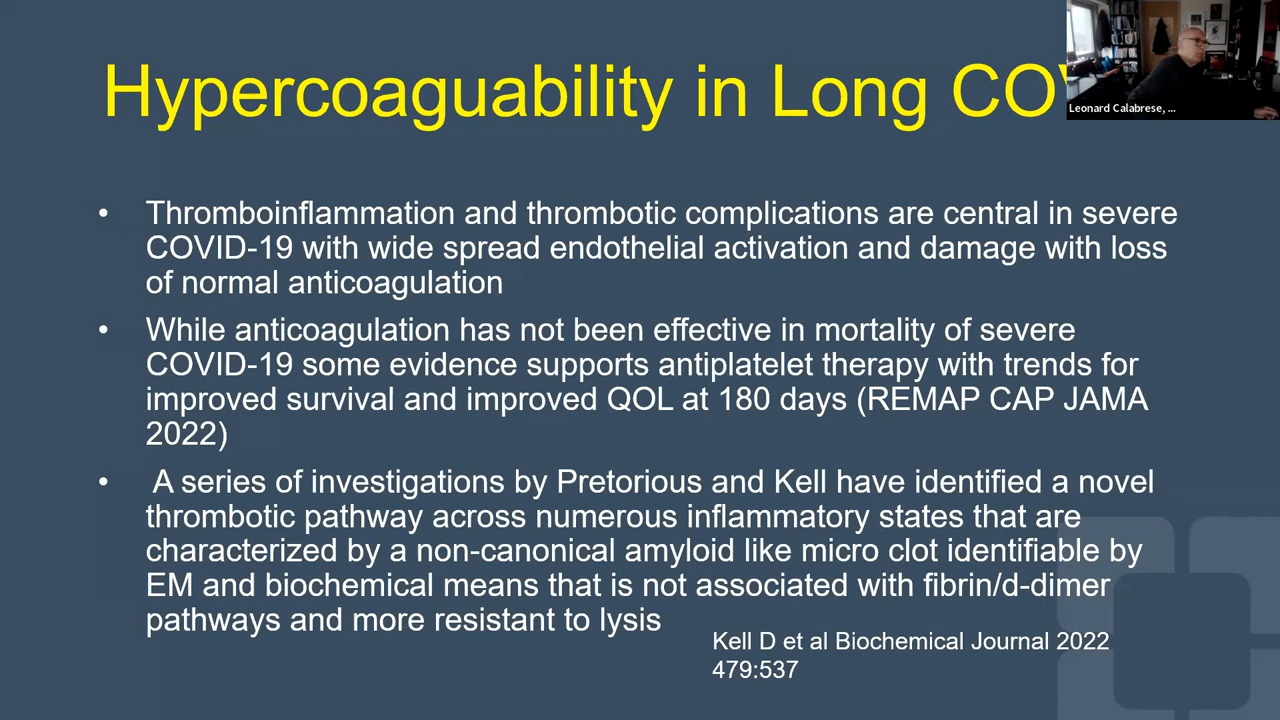 Hypercoaguability in Long COV
Leonard Calabrese, ...
• Thromboinflammation and thrombotic complications are central in severe
COVID-19 with wide spread endothelial activation and damage with loss
of normal anticoagulation
• While anticoagulation has not been effective in mortality of severe
COVID-19 some evidence supports antiplatelet therapy with trends for
improved survival and improved QOL at 180 days (REMAP CAP JAMA
2022)
• A series of investigations by Pretorious and Kell have identified a novel
thrombotic pathway across numerous inflammatory states that are
characterized by a non-canonical amyloid like micro clot identifiable by
EM and biochemical means that is not associated with fibrin/d-dimer
pathways and more resistant to lysis
Kell D et al Biochemical Journal 2022
479:537